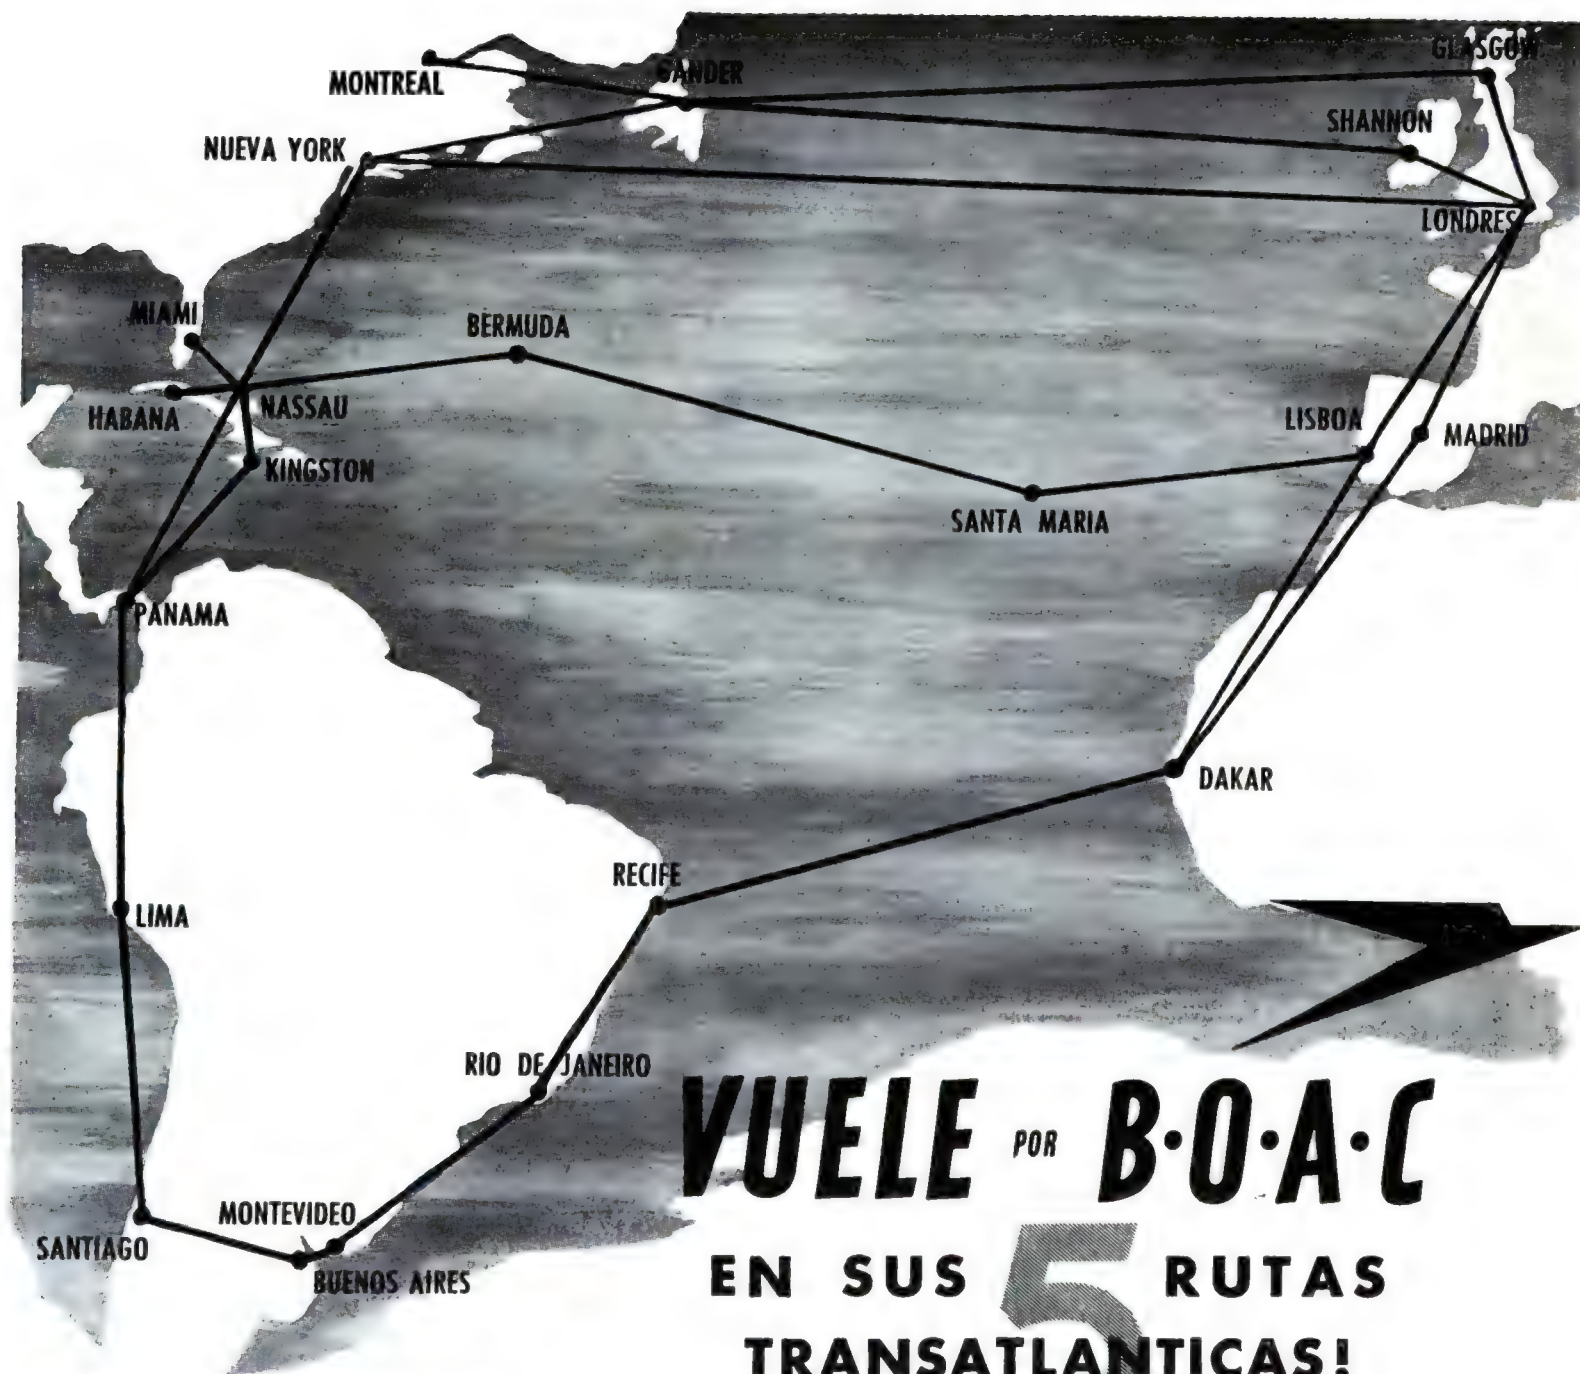 GLASGOW
MONTREAL
GANDER
SHANNON
NUEVA YORK
LONDRES
MIAMI
BERMUDA
HABANA
NASSAU
LISBOA
MADRID
KINGSTON
SANTA MARIA
PANAMA
DAKAR
RECIFE
LIMA
RIO DE JANEIRO
MONTEVIDEO
SANTIAGO
BUENOS AIRES
VUELE POR B·O·A·C
EN SUS 5 RUTAS
TRANSATLANTICAS!